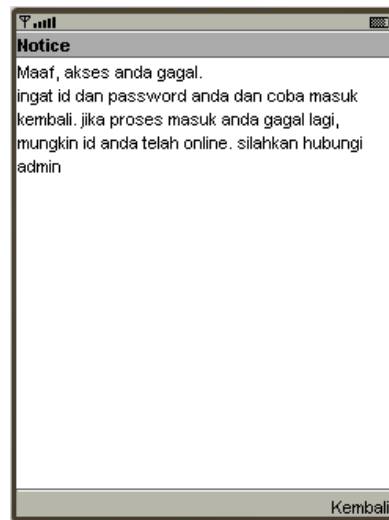 Notice
Maaf, akses anda gagal.
ingat id dan password anda dan coba masuk
kembali. jika proses masuk anda gagal lagi,
mungkin id anda telah online. silahkan hubungi
admin
Kembali